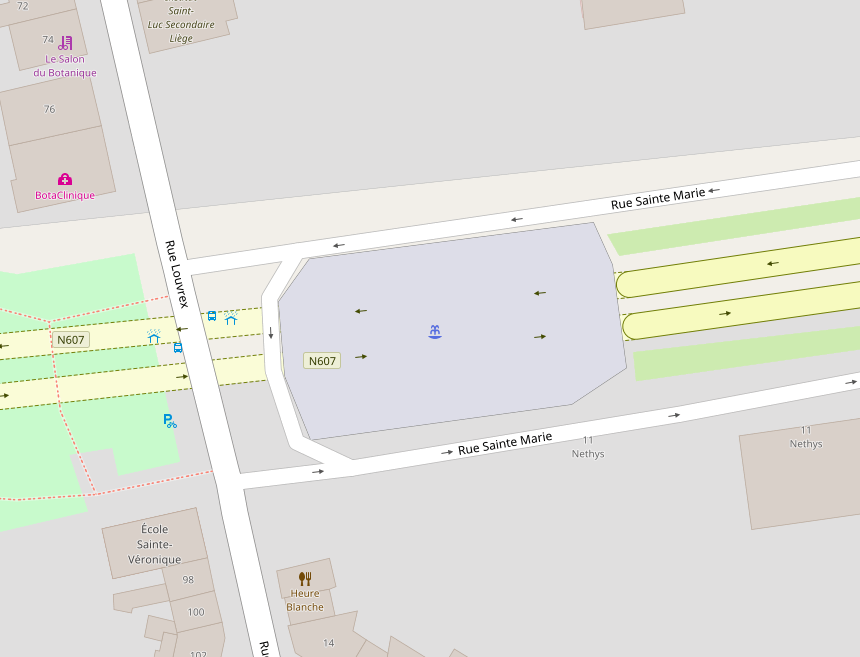 72
Saint-
Luc Secondaire
Liège
74
Le Salon
du Botanique
76
BotaClinique
Rue Sainte Marie
Rue Louvrex
N607
N607
Rue Sainte Marie
11
Nethys
11
Nethys
École
Sainte-
Véronique
98
100
102
Heure
Blanche
14
Ru